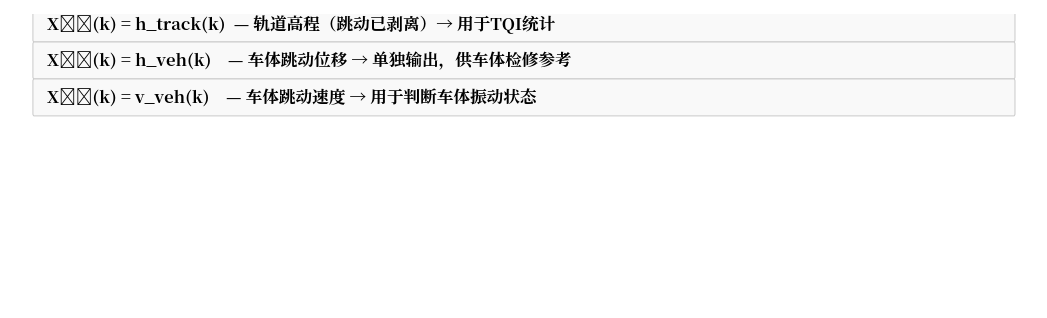 X☒☒(k) = h_track(k) — 轨道高程（跳动已剥离）→ 用于TQI统计
X☒☒(k) = h_veh(k) — 车体跳动位移 → 单独输出，供车体检修参考
X☒☒(k) = v_veh(k) — 车体跳动速度 → 用于判断车体振动状态